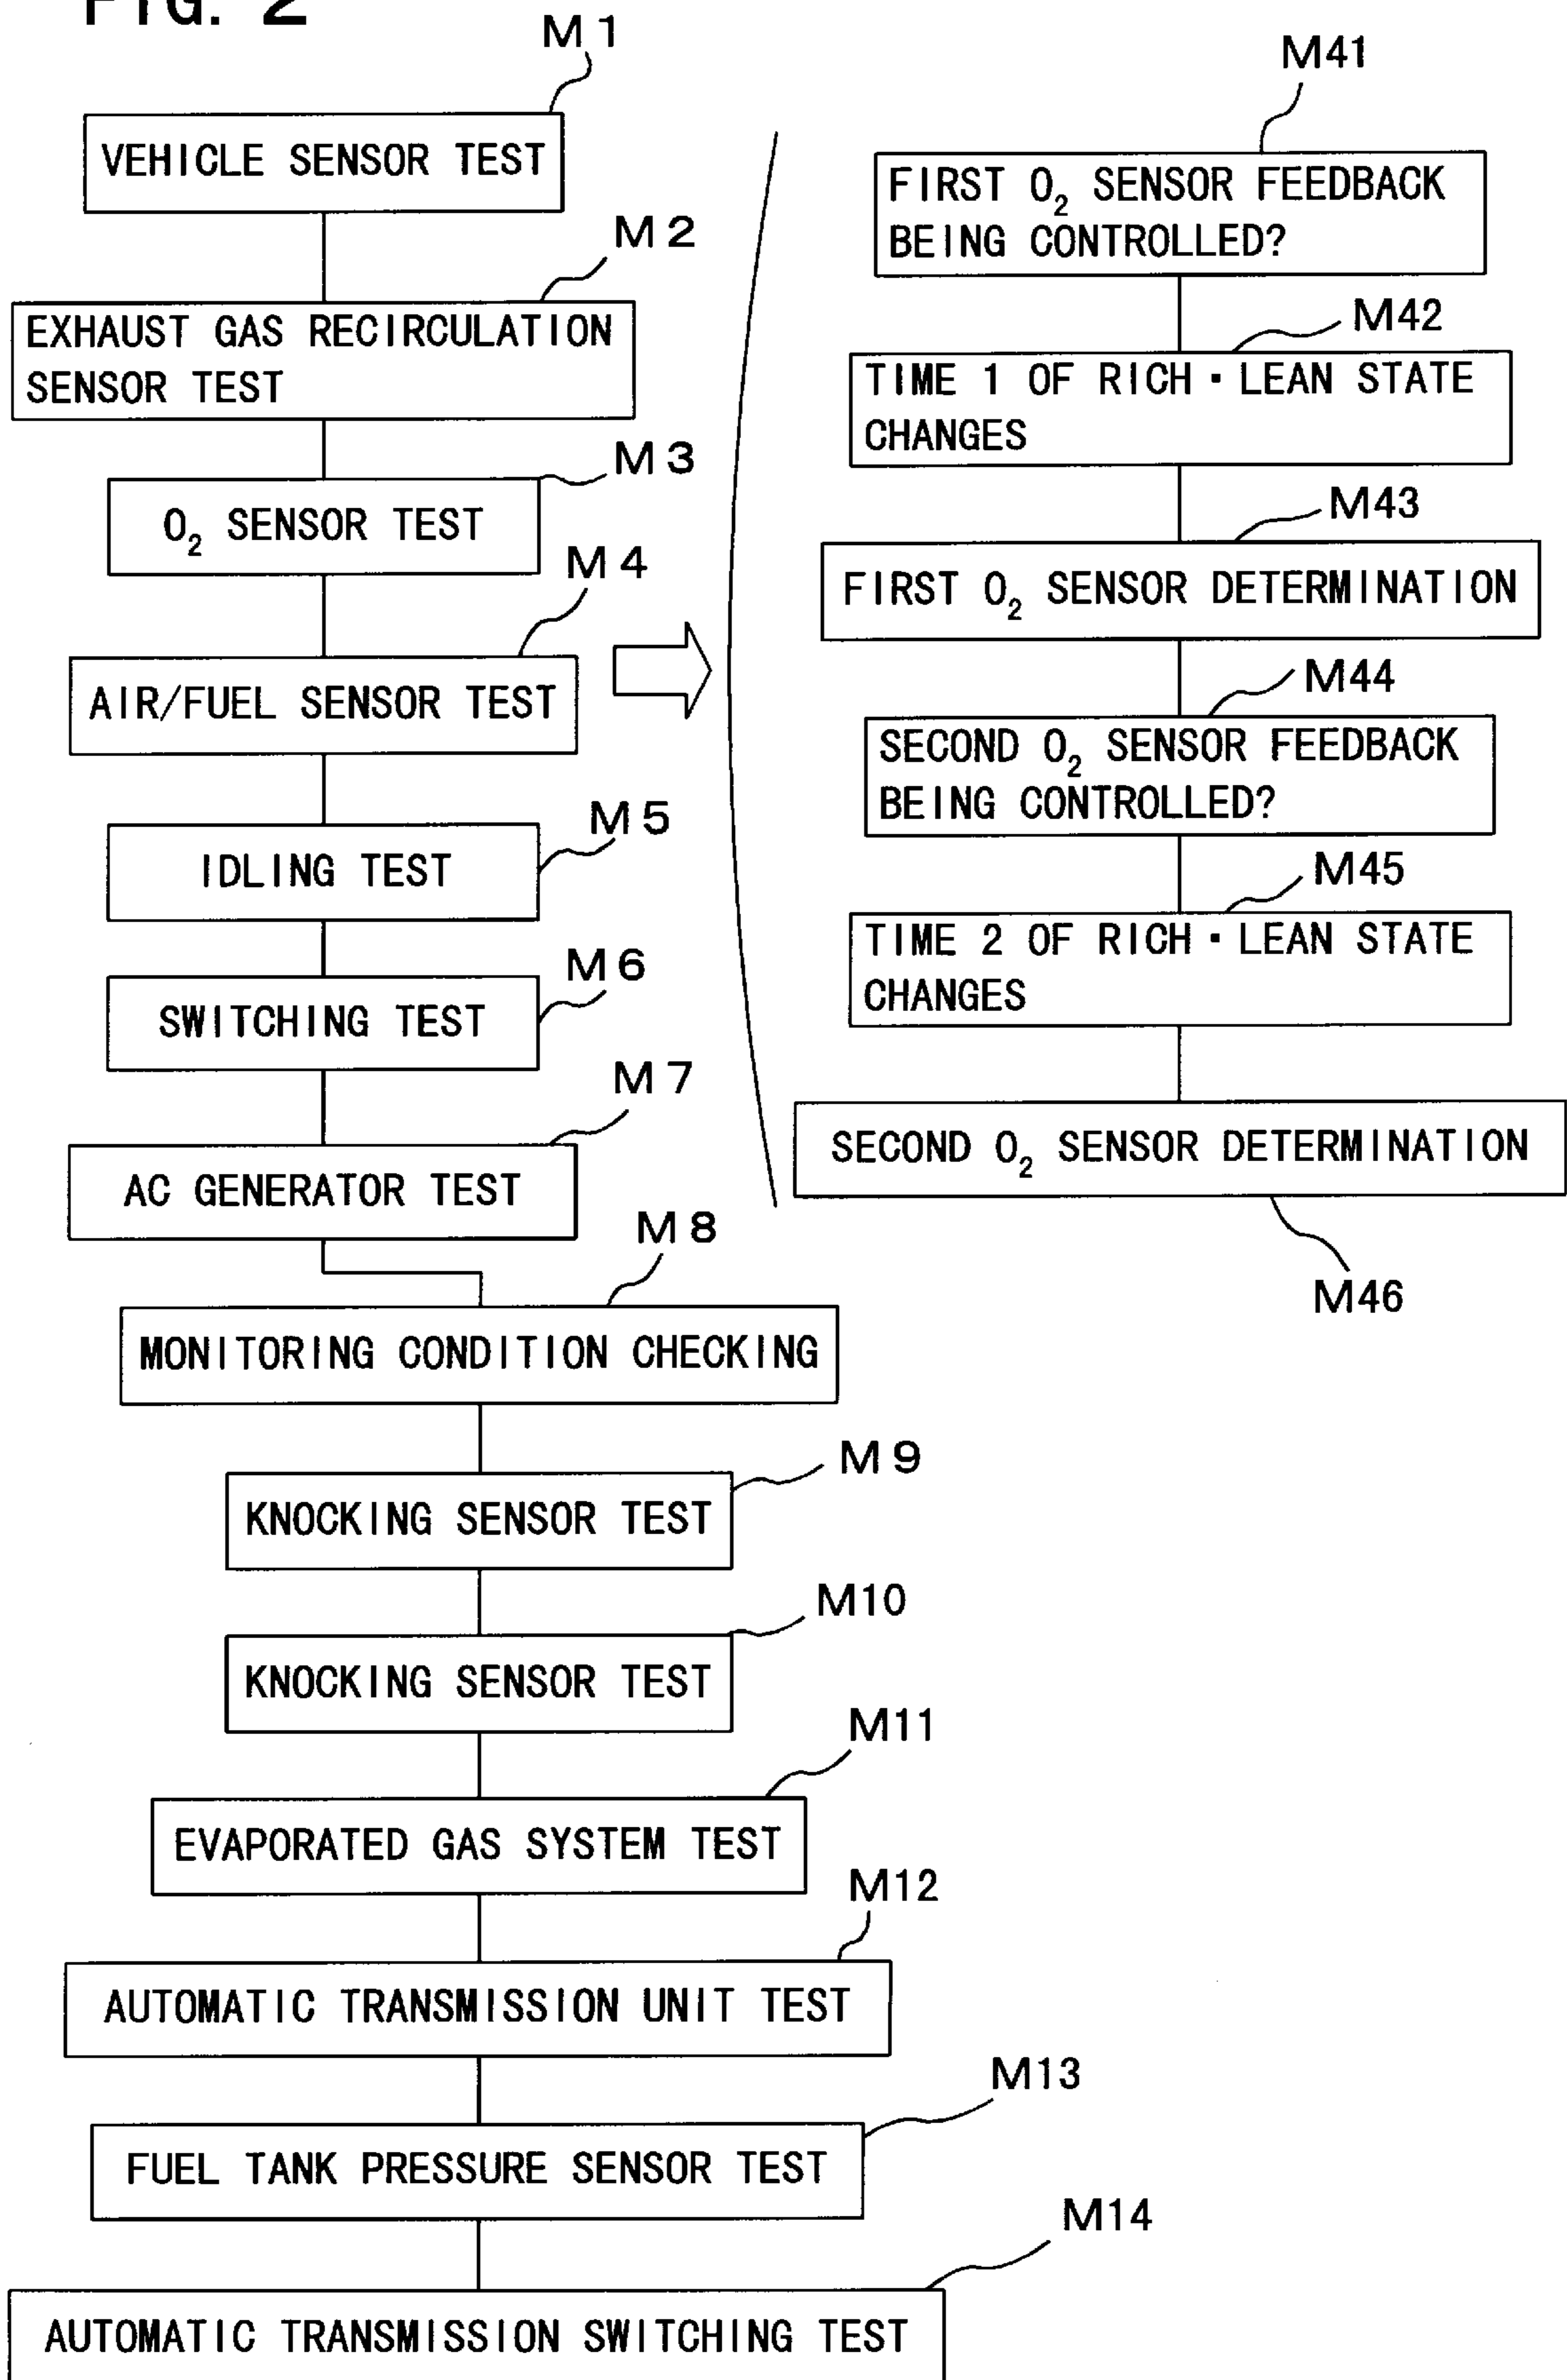 FIG. 2
M1
VEHICLE SENSOR TEST
M2
EXHAUST GAS RECIRCULATION
SENSOR TEST
M3
O2 SENSOR TEST
M4
AIR/FUEL SENSOR TEST
M5
IDLING TEST
M6
SWITCHING TEST
M7
AC GENERATOR TEST
M8
MONITORING CONDITION CHECKING
M9
KNOCKING SENSOR TEST
M10
KNOCKING SENSOR TEST
M11
EVAPORATED GAS SYSTEM TEST
M12
AUTOMATIC TRANSMISSION UNIT TEST
M13
FUEL TANK PRESSURE SENSOR TEST
M14
AUTOMATIC TRANSMISSION SWITCHING TEST
M41
FIRST O2 SENSOR FEEDBACK
BEING CONTROLLED?
M42
TIME 1 OF RICH・LEAN STATE
CHANGES
M43
FIRST O2 SENSOR DETERMINATION
M44
SECOND O2 SENSOR FEEDBACK
BEING CONTROLLED?
M45
TIME 2 OF RICH・LEAN STATE
CHANGES
SECOND O2 SENSOR DETERMINATION
M46